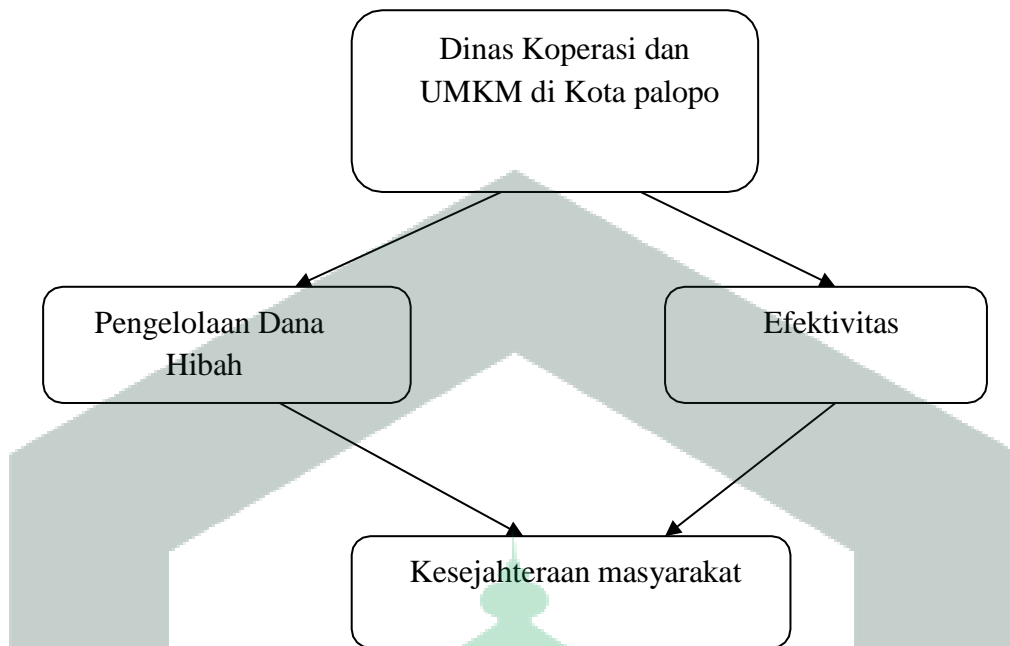 Dinas Koperasi dan
UMKM di Kota palopo
Pengelolaan Dana
Hibah
Efektivitas
Kesejahteraan masyarakat